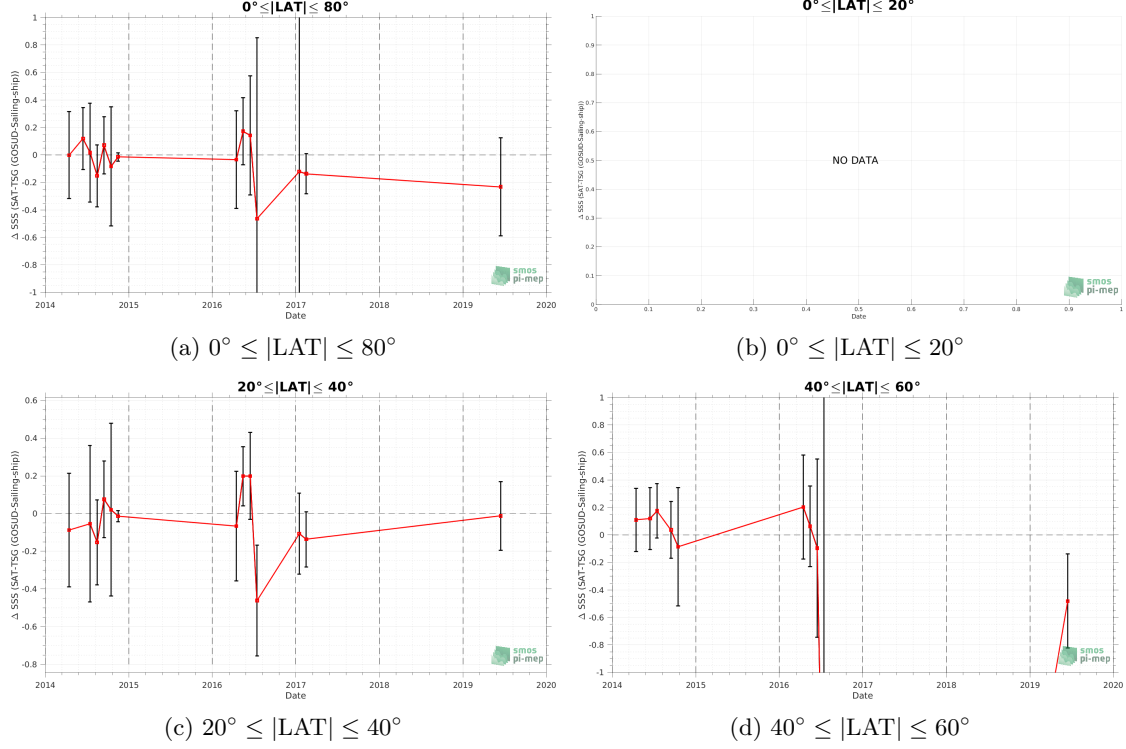 0°≤|LAT|≤ 80°
Δ SSS (SAT-TSG (GOSUD-Sailing-ship))
1
0.8
0.6
0.4
0.2
0
-0.2
-0.4
-0.6
-0.8
-1
2014 2015 2016 2017 2018 2019 2020
Date
smos
pi-mep
(a) 0° ≤ |LAT| ≤ 80°
0°≤|LAT|≤ 20°
Δ SSS (SAT-TSG (GOSUD-Sailing-ship))
1
0.9
0.8
0.7
0.6
0.5
0.4
0.3
0.2
0.1
0
NO DATA
0 0.1 0.2 0.3 0.4 0.5 0.6 0.7 0.8 0.9 1
Date
smos
pi-mep
(b) 0° ≤ |LAT| ≤ 20°
20°≤|LAT|≤ 40°
Δ SSS (SAT-TSG (GOSUD-Sailing-ship))
0.6
0.4
0.2
0
-0.2
-0.4
-0.6
-0.8
2014 2015 2016 2017 2018 2019 2020
Date
smos
pi-mep
(c) 20° ≤ |LAT| ≤ 40°
40°≤|LAT|≤ 60°
Δ SSS (SAT-TSG (GOSUD-Sailing-ship))
1
0.8
0.6
0.4
0.2
0
-0.2
-0.4
-0.6
-0.8
-1
2014 2015 2016 2017 2018 2019 2020
Date
smos
pi-mep
(d) 40° ≤ |LAT| ≤ 60°